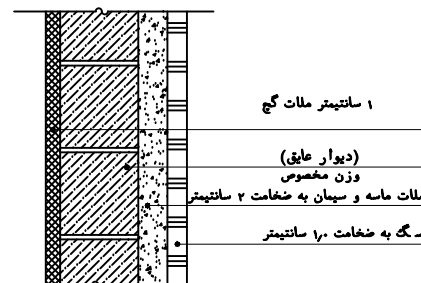 ۱ سانتیمتر ملات گچ
(دیوار عایق)
وزن مخصوص
ملات ماسه و سیمان به ضخامت ۲ سانتیمتر
سنگ به ضخامت ۱٫۰ سانتیمتر